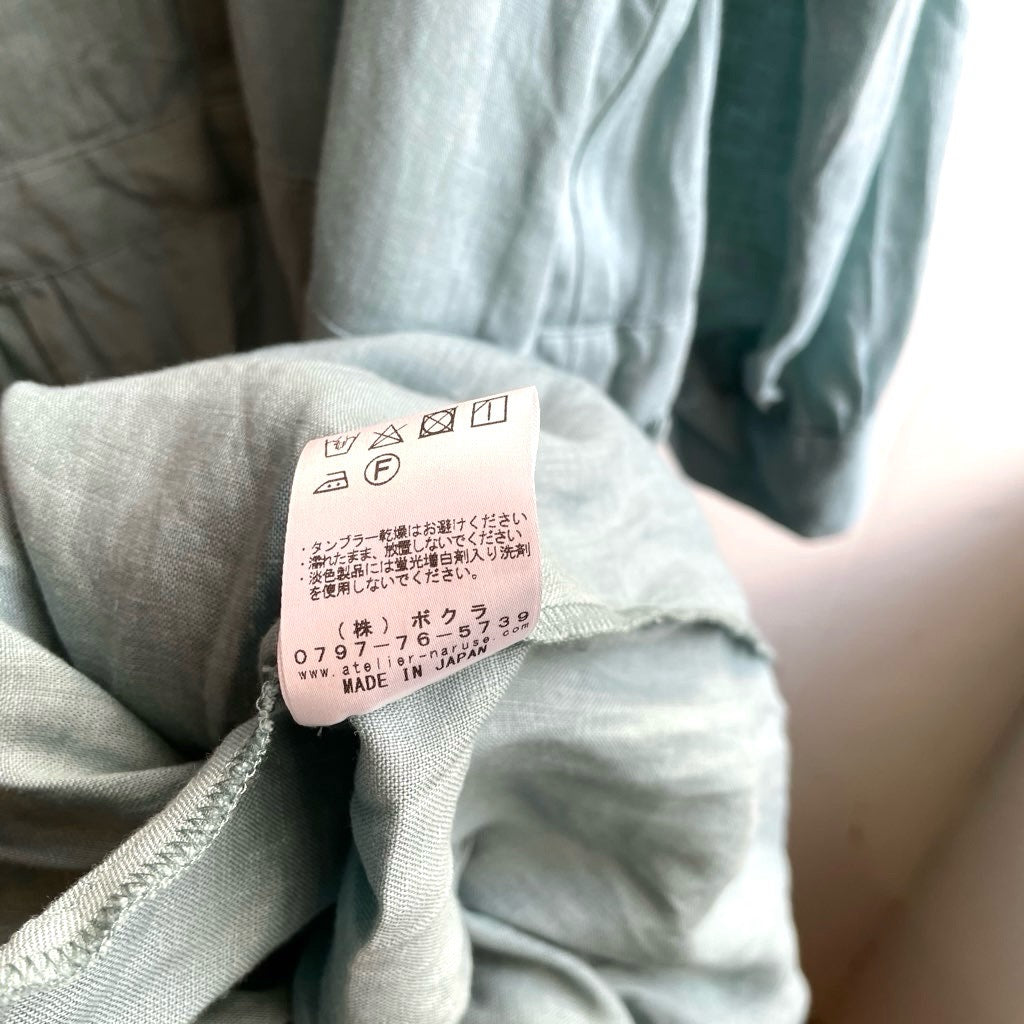 F
・タンブラー乾燥はお避けください
・濡れたまま、放置しないでください
・淡色製品には蛍光増白剤入り洗剤
を使用しないでください。
(株) ボクラ
0797-76-5739
www.atelier-naruse.com
MADE IN JAPAN